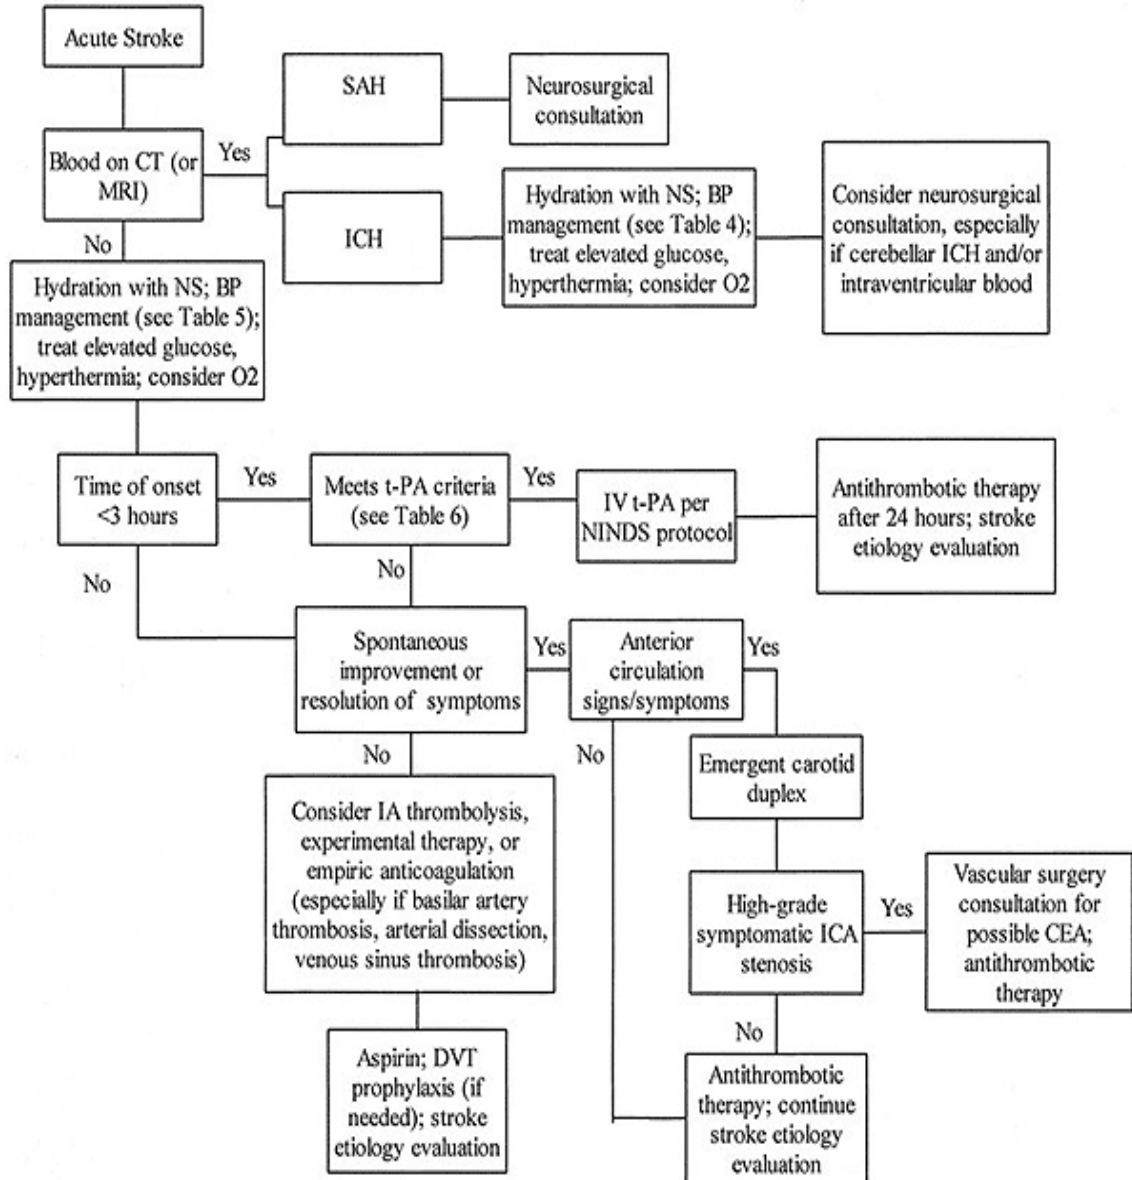 Acute Stroke
Blood on CT (or
MRI)
Yes
SAH
Neurosurgical
consultation
ICH
Hydration with NS; BP
management (see Table 4);
treat elevated glucose,
hyperthermia; consider O2
Consider neurosurgical
consultation, especially
if cerebellar ICH and/or
intraventricular blood
No
Hydration with NS; BP
management (see Table 5);
treat elevated glucose,
hyperthermia; consider O2
Time of onset
<3 hours
Yes
Meets t-PA criteria
(see Table 6)
Yes
IV t-PA per
NINDS protocol
Antithrombotic therapy
after 24 hours; stroke
etiology evaluation
No
No
Spontaneous
improvement or
resolution of symptoms
Yes
Anterior
circulation
signs/symptoms
Yes
No
No
Emergent carotid
duplex
Consider IA thrombolysis,
experimental therapy, or
empiric anticoagulation
(especially if basilar artery
thrombosis, arterial dissection,
venous sinus thrombosis)
High-grade
symptomatic ICA
stenosis
Yes
Vascular surgery
consultation for
possible CEA;
antithrombotic
therapy
No
Aspirin; DVT
prophylaxis (if
needed); stroke
etiology evaluation
Antithrombotic
therapy; continue
stroke etiology
evaluation